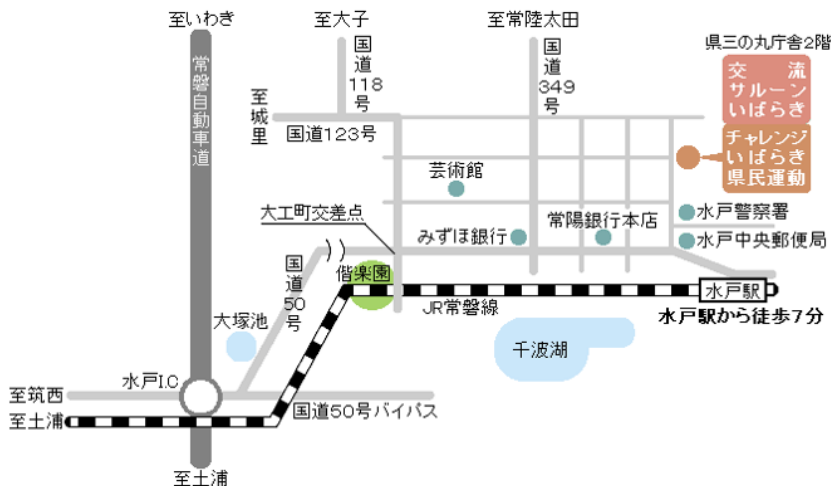 至いわき
至大子
至常陸太田
県三の丸庁舎2階
国道118号
国道349号
交流
サルーン
いばらき
常磐自動車道
至城里
国道123号
チャレンジ
いばらき
県民運動
芸術館
大工町交差点
みずほ銀行
常陽銀行本店
水戸警察署
水戸中央郵便局
国道50号
偕楽園
JR常磐線
水戸駅
水戸駅から徒歩7分
大塚池
千波湖
水戸I.C
至筑西
至土浦
国道50号バイパス
至土浦